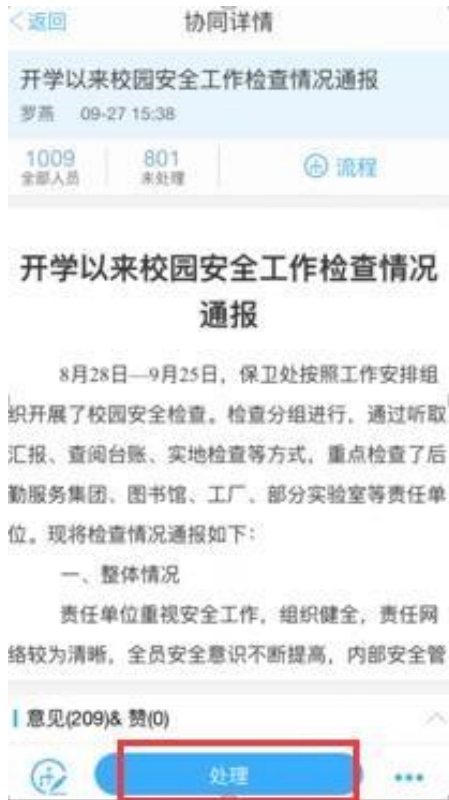 返回
协同详情
开学以来校园安全工作检查情况通报
罗燕 09-27 15:38
1009 801
全部人员 未处理 流程
开学以来校园安全工作检查情况
通报
8月28日—9月25日，保卫处按照工作安排组
织开展了校园安全检查。检查分组进行，通过听取
汇报、查阅台账、实地检查等方式，重点检查了后
勤服务集团、图书馆、工厂、部分实验室等责任单
位。现将检查情况通报如下：
一、整体情况
责任单位重视安全工作，组织健全，责任网
络较为清晰，全员安全意识不断提高，内部安全管
意见(209)& 赞(0)
处理